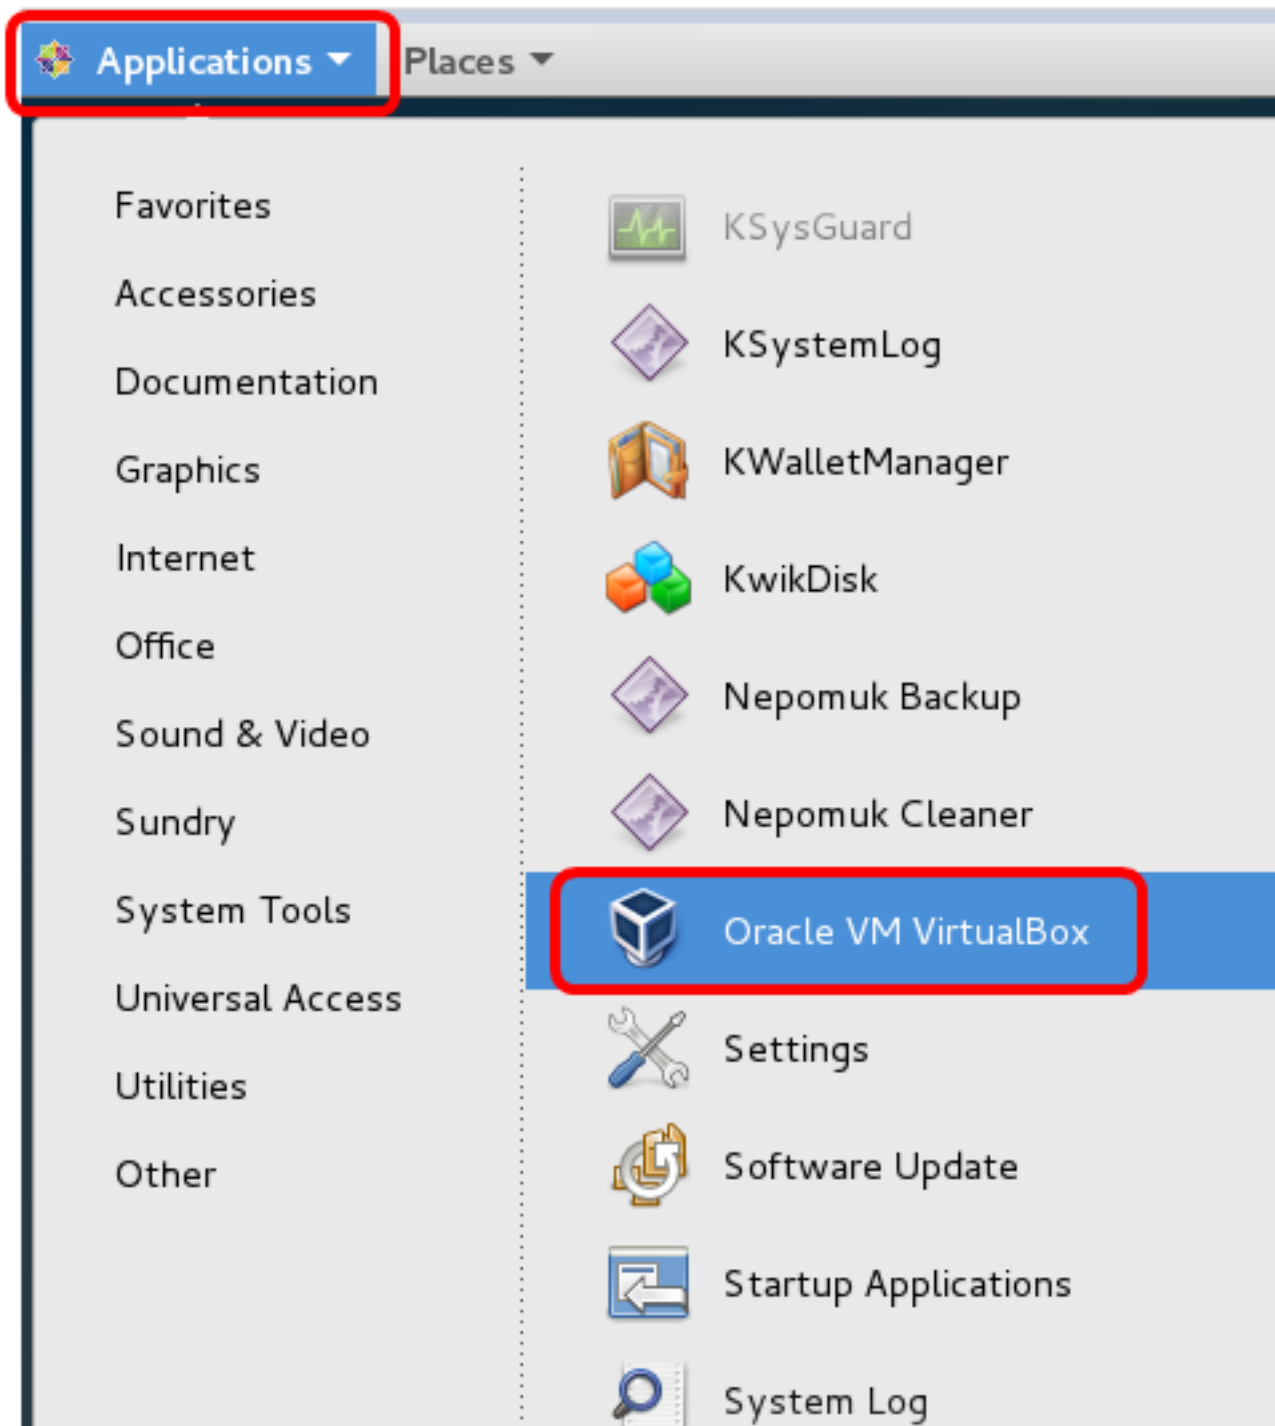 Applications Places
Favorites
Accessories
Documentation
Graphics
Internet
Office
Sound & Video
Sundry
System Tools
Universal Access
Utilities
Other
KSysGuard
KSystemLog
KWalletManager
KwikDisk
Nepomuk Backup
Nepomuk Cleaner
Oracle VM VirtualBox
Settings
Software Update
Startup Applications
System Log